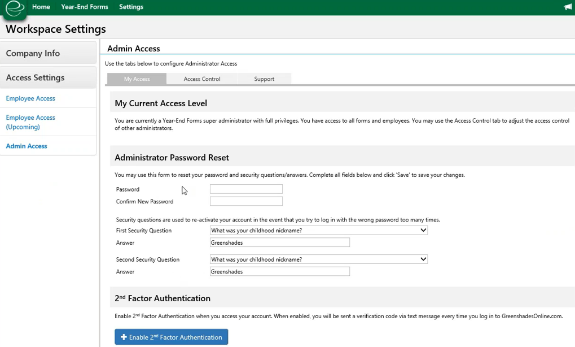 Home Year-End Forms Settings
Workspace Settings
Company Info
Access Settings
Employee Access
Employee Access
(Upcoming)
Admin Access
Admin Access
Use the tabs below to configure Administrator Access
My Access Access Control Support
My Current Access Level
You are currently a Year-End Forms super administrator with full privileges. You have access to all forms and employees. You may use the Access Control tab to adjust the access control
of other administrators.
Administrator Password Reset
You may use this form to reset your password and security questions/answers. Complete all fields below and click 'Save' to save your changes.
Password
Confirm New Password
Security questions are used to re-activate your account in the event that you try to log in with the wrong password too many times.
First Security Question What was your childhood nickname?
Answer Greenshades
Second Security Question What was your childhood nickname?
Answer Greenshades
2nd Factor Authentication
Enable 2nd Factor Authentication when you access your account. When enabled, you will be sent a verification code via text message every time you log in to GreenshadesOnline.com.
+ Enable 2nd Factor Authentication